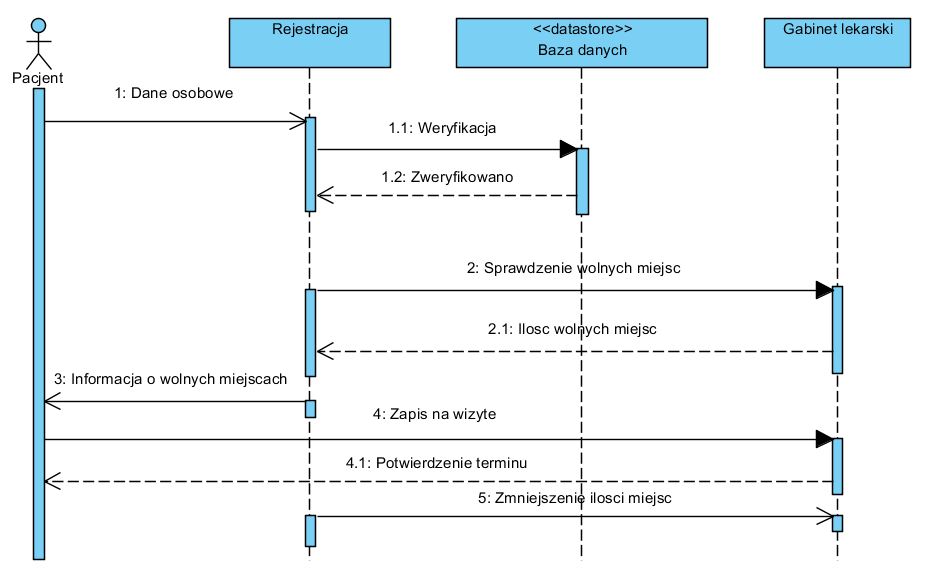 Rejestracja
<<datastore>>
Baza danych
Gabinet lekarski
Pacjent
1: Dane osobowe
1.1: Weryfikacja
1.2: Zweryfikowano
2: Sprawdzenie wolnych miejsc
2.1: Ilosc wolnych miejsc
3: Informacja o wolnych miejscach
4: Zapis na wizyte
4.1: Potwierdzenie terminu
5: Zmniejszenie ilosci miejsc